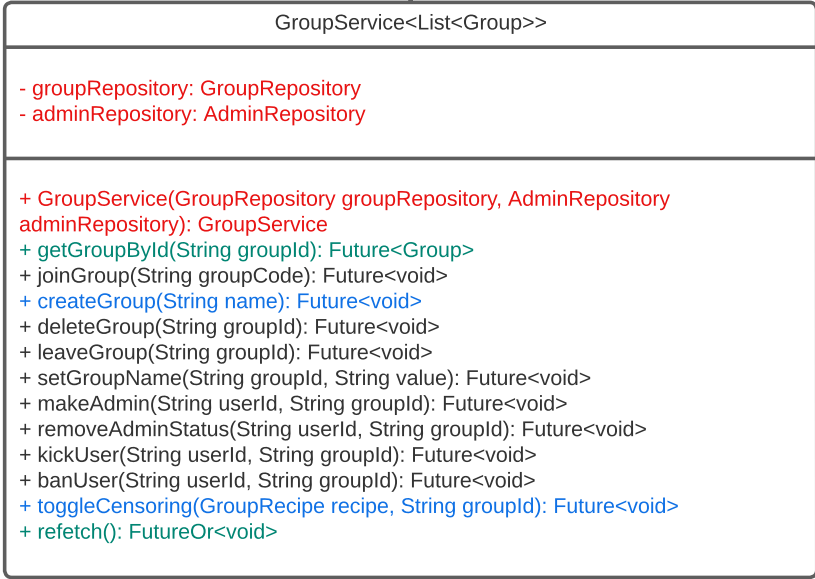 GroupService<List<Group>>
- groupRepository: GroupRepository
- adminRepository: AdminRepository
+ GroupService(GroupRepository groupRepository, AdminRepository
adminRepository): GroupService
+ getGroupById(String groupId): Future<Group>
+ joinGroup(String groupCode): Future<void>
+ createGroup(String name): Future<void>
+ deleteGroup(String groupId): Future<void>
+ leaveGroup(String groupId): Future<void>
+ setGroupName(String groupId, String value): Future<void>
+ makeAdmin(String userId, String groupId): Future<void>
+ removeAdminStatus(String userId, String groupId): Future<void>
+ kickUser(String userId, String groupId): Future<void>
+ banUser(String userId, String groupId): Future<void>
+ toggleCensoring(GroupRecipe recipe, String groupId): Future<void>
+ refetch(): FutureOr<void>